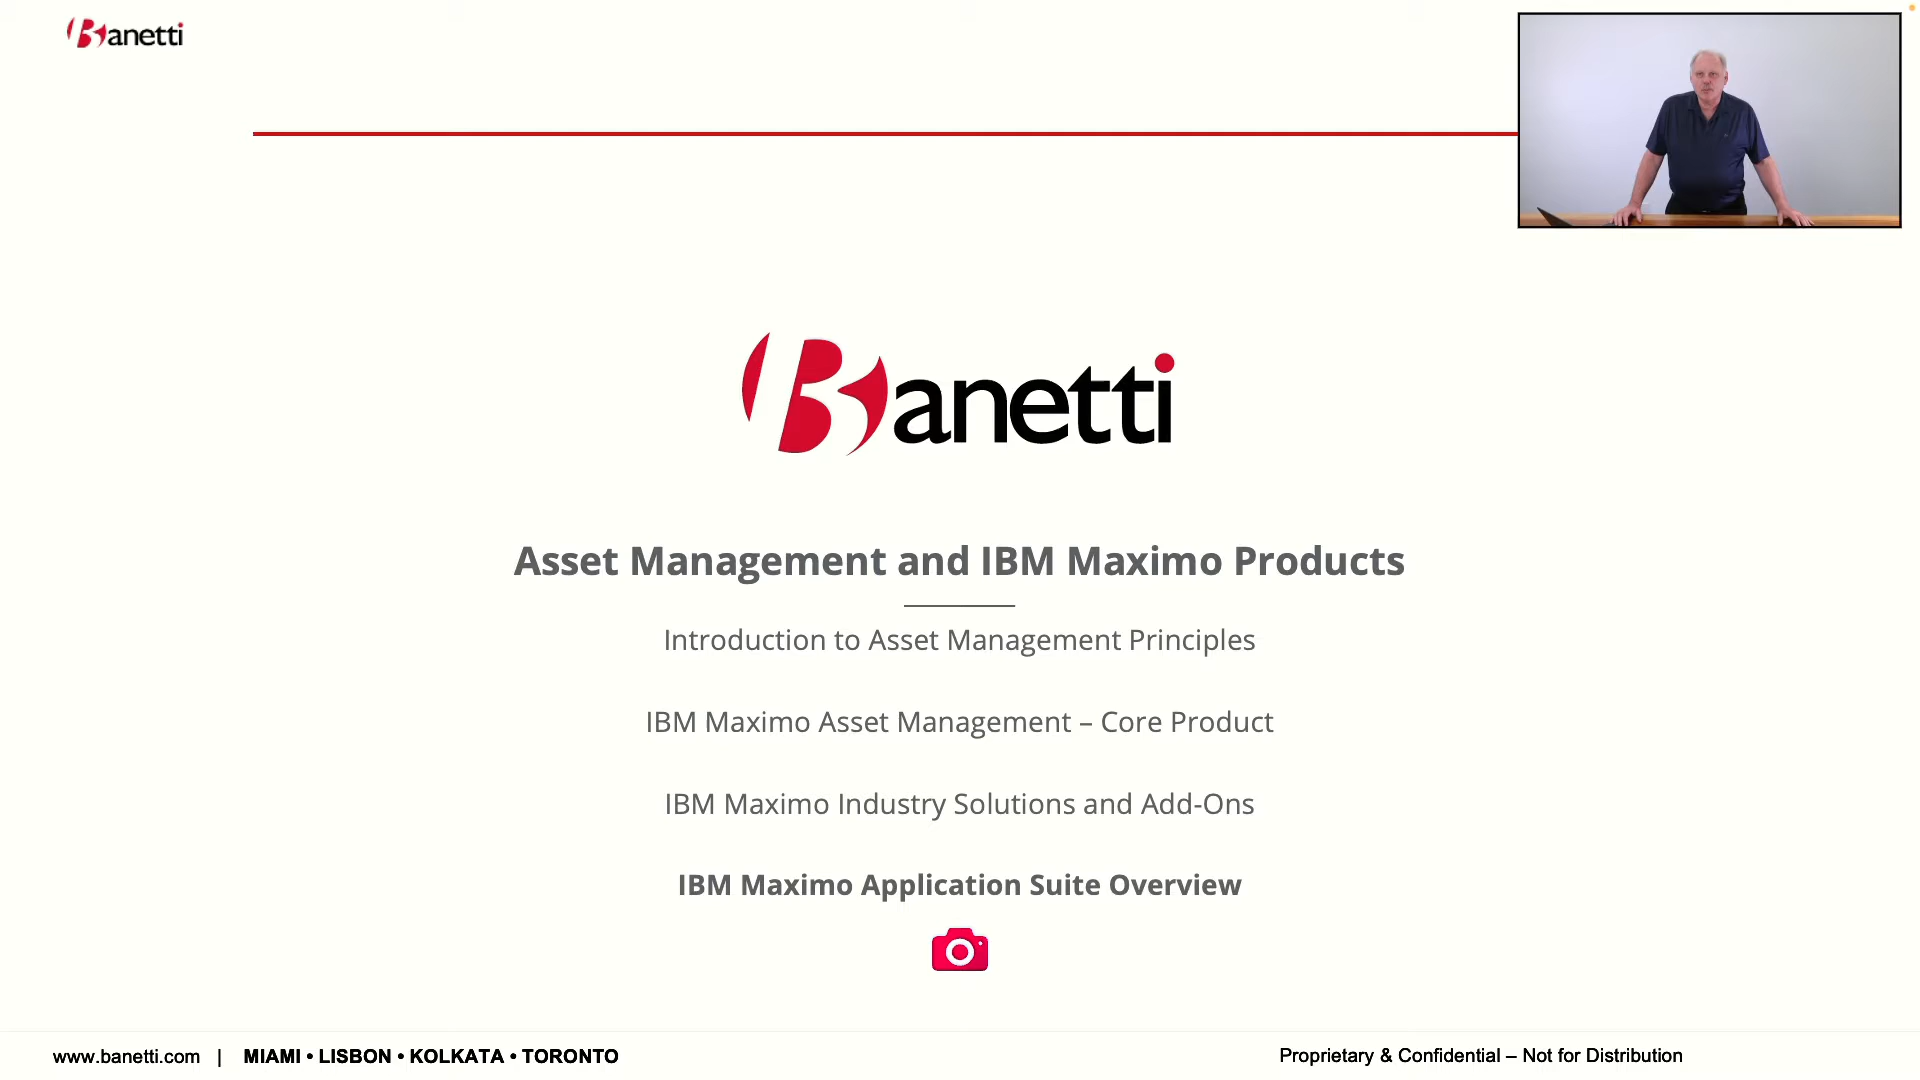 Banetti
Banetti
Asset Management and IBM Maximo Products
Introduction to Asset Management Principles
IBM Maximo Asset Management – Core Product
IBM Maximo Industry Solutions and Add-Ons
IBM Maximo Application Suite Overview
www.banetti.com | MIAMI • LISBON • KOLKATA • TORONTO
Proprietary & Confidential – Not for Distribution